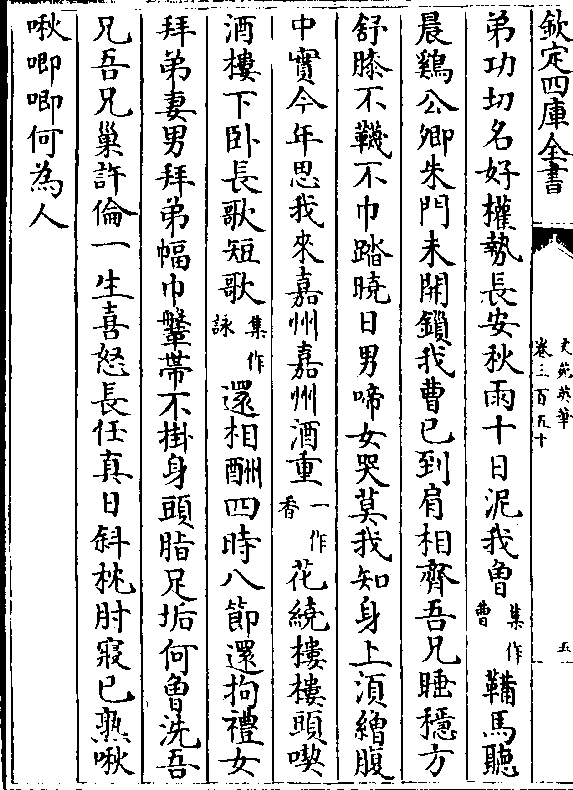 欽定四庫全書
文苑英華
卷三百五十
五
弟功切名好權勢長安秋雨十日泥我魯集作曹鞴馬聽
晨鷄公卿朱門未開鎖我曹已到肩相齊吾兄睡穩方
舒膝不韈不巾踏曉日男啼女哭莫我知身上湏繒腹
中實今年思我來嘉州嘉州酒重一作香花繞樓樓頭喫
酒樓下卧長歌短歌集作詠還相酬四時八節還拘禮女
拜弟妻男拜弟幅巾鞶帶不掛身頭脂足垢何曾洗吾
兄吾兄巢許倫一生喜怒長任真日斜枕肘寢已熟啾
啾唧唧何為人